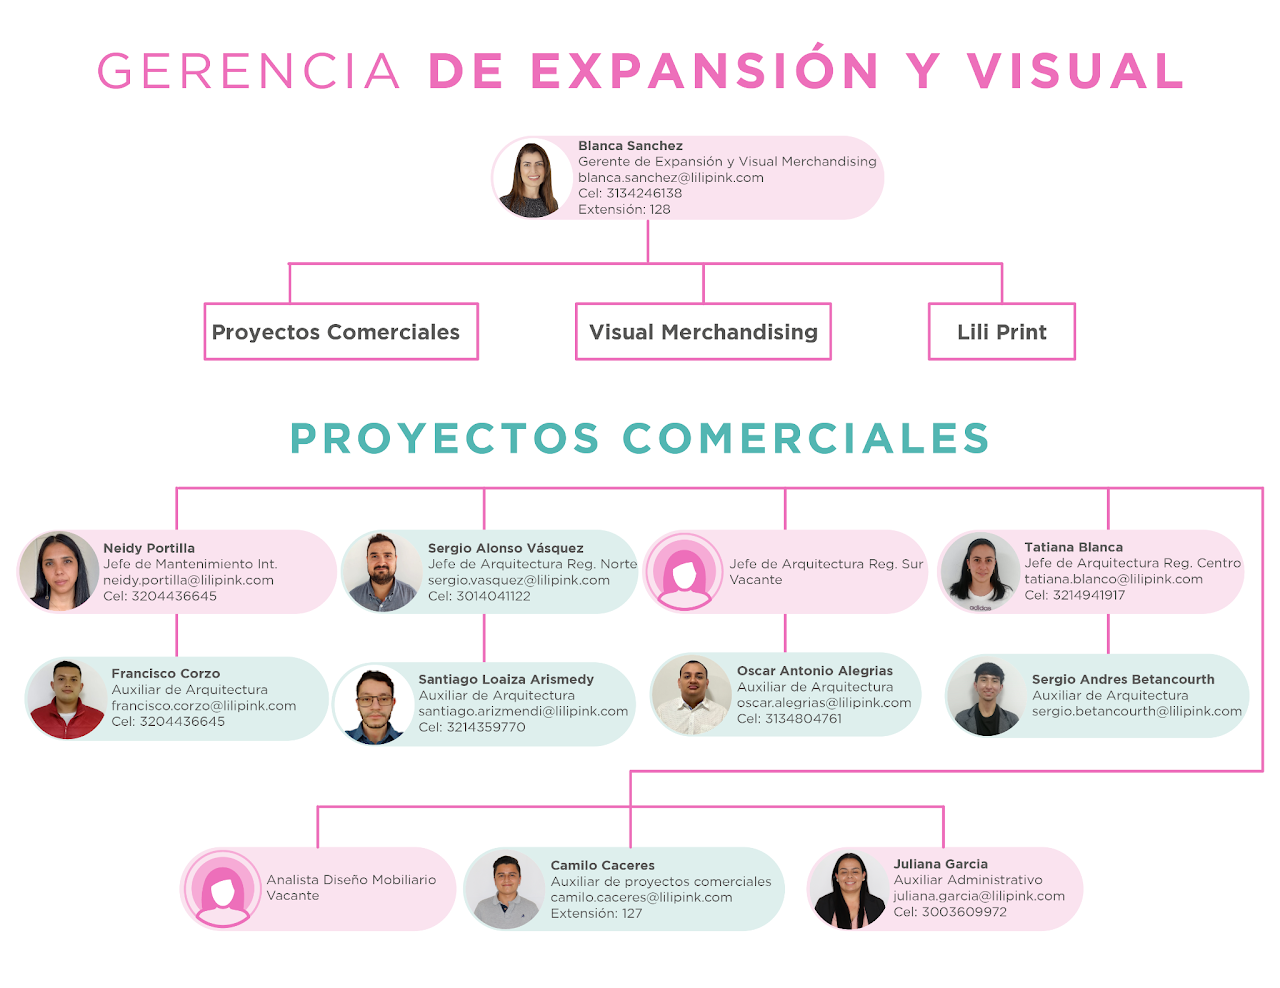 GERENCIA DE EXPANSIÓN Y VISUAL
Blanca Sanchez
Gerente de Expansión y Visual Merchandising
blanca.sanchez@lilipink.com
Cel: 3134246138
Extensión: 128
Proyectos Comerciales
Visual Merchandising
Lili Print
PROYECTOS COMERCIALES
Neidy Portilla
Jefe de Mantenimiento Int.
neidy.portilla@lilipink.com
Cel: 3204436645
Sergio Alonso Vásquez
Jefe de Arquitectura Reg. Norte
sergio.vasquez@lilipink.com
Cel: 3014041122
Jefe de Arquitectura Reg. Sur
Vacante
Tatiana Blanca
Jefe de Arquitectura Reg. Centro
tatiana.blanco@lilipink.com
Cel: 3214941917
adidas
Francisco Corzo
Auxiliar de Arquitectura
francisco.corzo@lilipink.com
Cel: 3204436645
Santiago Loaiza Arismedy
Auxiliar de Arquitectura
santiago.arizmendi@lilipink.com
Cel: 3214359770
Oscar Antonio Alegrias
Auxiliar de Arquitectura
oscar.alegrias@lilipink.com
Cel: 3134804761
Sergio Andres Betancourth
Auxiliar de Arquitectura
sergio.betancourth@lilipink.com
Analista Diseño Mobiliario
Vacante
Camilo Caceres
Auxiliar de proyectos comerciales
camilo.caceres@lilipink.com
Extensión: 127
Juliana Garcia
Auxiliar Administrativo
juliana.garcia@lilipink.com
Cel: 3003609972